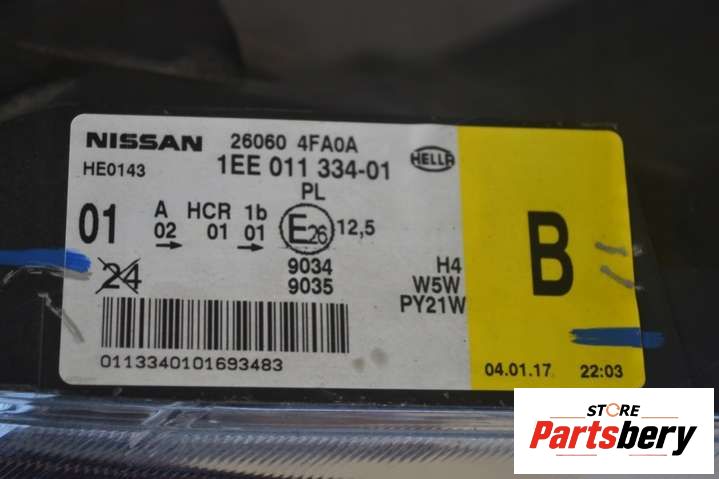 NISSAN 26060 4FA0A
HE0143 1EE 011 334-01 HELLA
PL
01 A HCR 1b E26 12,5
02 01 01
24 9034 H4
9035 W5W
PY21W
B
0113340101693483
04.01.17 22:03
STORE
Partsbery